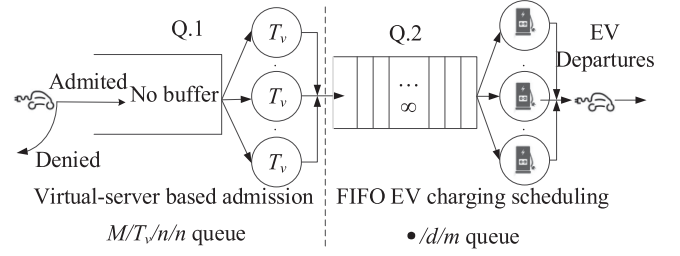 Q.1
T_v
Q.2
EV
Departures
Admited
No buffer
T_v
...
∞
Denied
T_v
Virtual-server based admission
FIFO EV charging scheduling
M/T_v/n/n queue
•/d/m queue